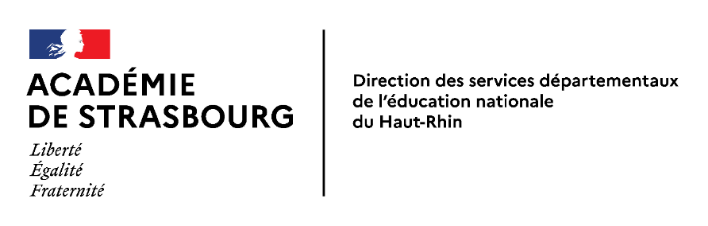 ACADÉMIE
DE STRASBOURG
Liberté
Égalité
Fraternité
Direction des services départementaux
de l'éducation nationale
du Haut-Rhin